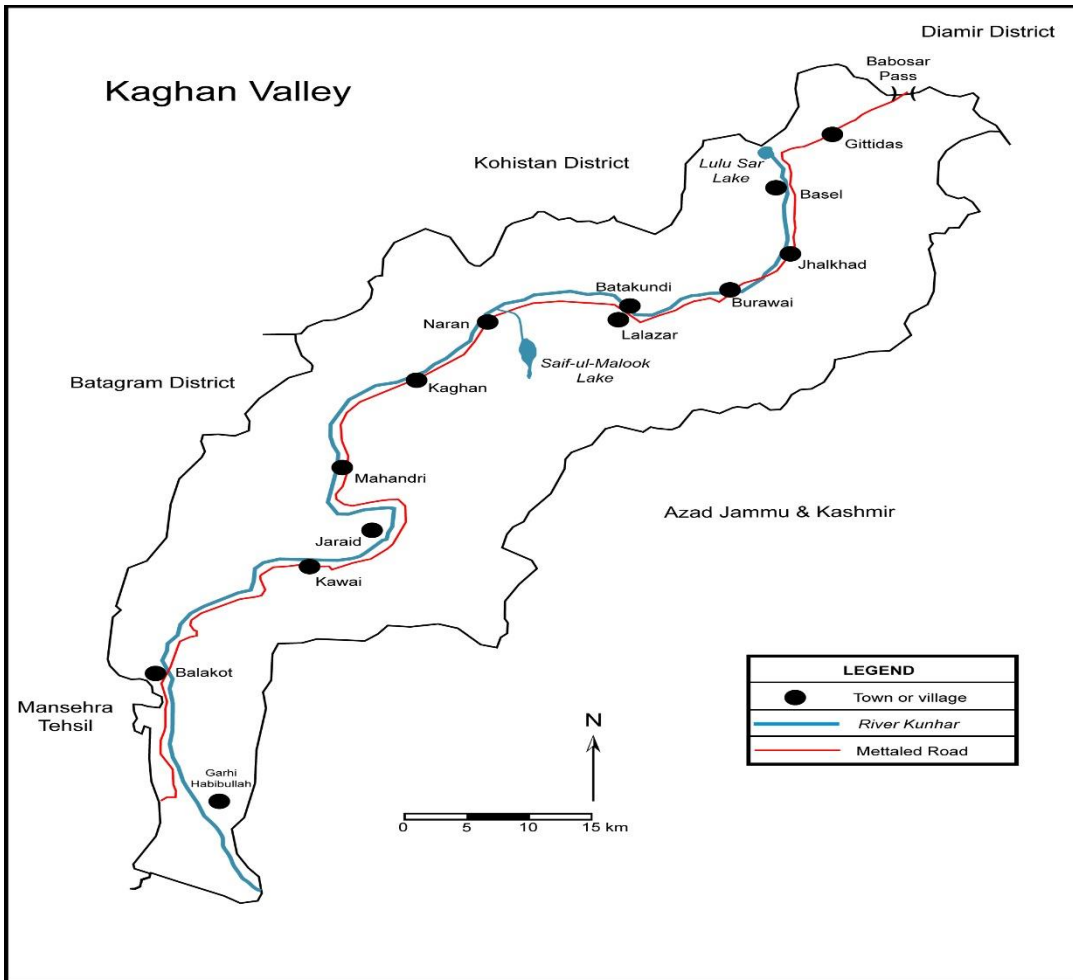 Diamir District
Babosar
Pass
Kaghan Valley
Gittidas
Kohistan District
Lulu Sar
Lake
Basel
Jhalkhad
Batakundi
Burawai
Naran
Lalazar
Saif-ul-Malook
Lake
Batagram District
Kaghan
Mahandri
Azad Jammu & Kashmir
Jaraid
Kawai
Balakot
Mansehra
Tehsil
Garhi
Habibullah
N
0 5 10 15 km
LEGEND
Town or village
River Kunhar
Mettaled Road